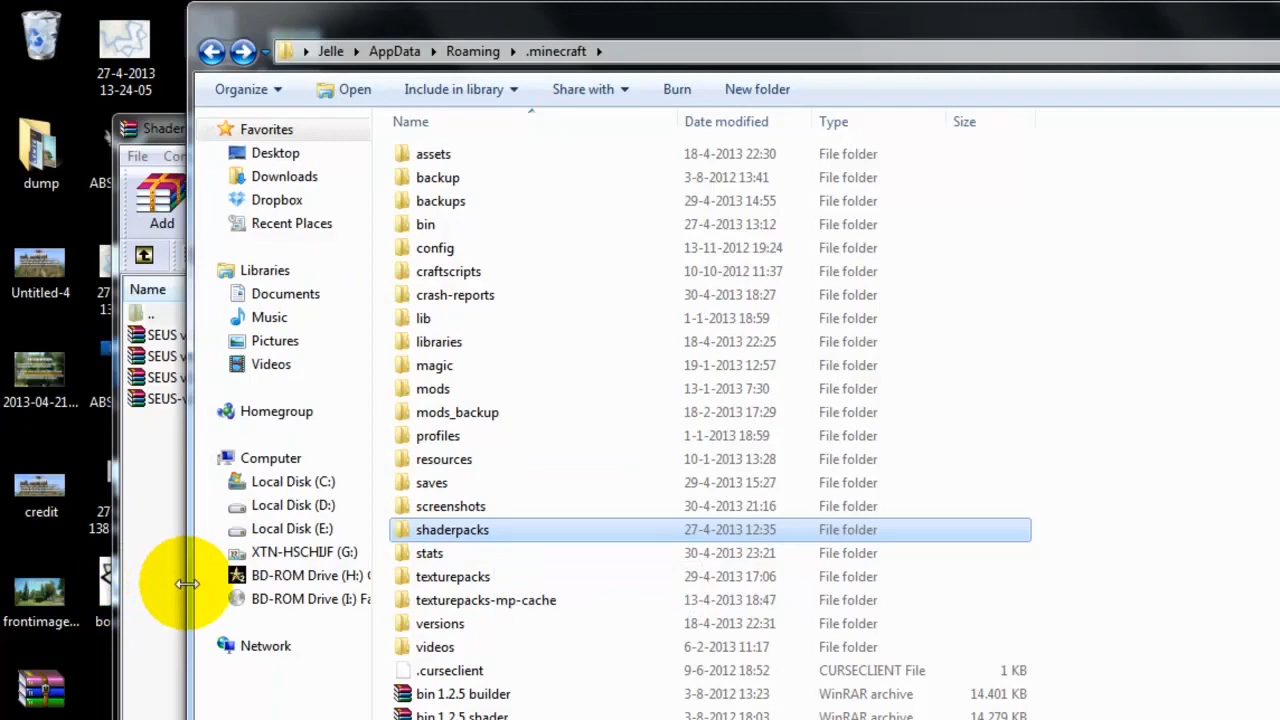 27-4-2013
13-24-05
dump
ABS
Untitled-4
27
13
2013-04-21...
ABS
credit
27
138
frontimage...
bo
Shader
File Co
Add
Name
..
SEUS v
SEUS v
SEUS v
SEUS-v
Jelle AppData Roaming .minecraft
Organize Open Include in library Share with Burn New folder
Favorites
Desktop
Downloads
Dropbox
Recent Places
Libraries
Documents
Music
Pictures
Videos
Homegroup
Computer
Local Disk (C:)
Local Disk (D:)
Local Disk (E:)
XTN-HSCHIJF (G:)
BD-ROM Drive (H:) C
BD-ROM Drive (I:) Fa
Network
Name Date modified Type Size
assets 18-4-2013 22:30 File folder
backup 3-8-2012 13:41 File folder
backups 29-4-2013 14:55 File folder
bin 27-4-2013 13:12 File folder
config 13-11-2012 19:24 File folder
craftscripts 10-10-2012 11:37 File folder
crash-reports 30-4-2013 18:27 File folder
lib 1-1-2013 18:59 File folder
libraries 18-4-2013 22:25 File folder
magic 19-1-2013 12:57 File folder
mods 13-1-2013 7:30 File folder
mods_backup 18-2-2013 17:29 File folder
profiles 1-1-2013 18:59 File folder
resources 10-1-2013 13:28 File folder
saves 29-4-2013 15:27 File folder
screenshots 30-4-2013 21:16 File folder
shaderpacks 27-4-2013 12:35 File folder
stats 30-4-2013 23:21 File folder
texturepacks 29-4-2013 17:06 File folder
texturepacks-mp-cache 13-4-2013 18:47 File folder
versions 18-4-2013 22:31 File folder
videos 6-2-2013 11:17 File folder
.curseclient 9-6-2012 18:52 CURSECLIENT File 1 KB
bin 1.2.5 builder 3-8-2012 13:23 WinRAR archive 14.401 KB
bin 1.2.5 shader 3-8-2012 18:03 WinRAR archive 14.279 KB